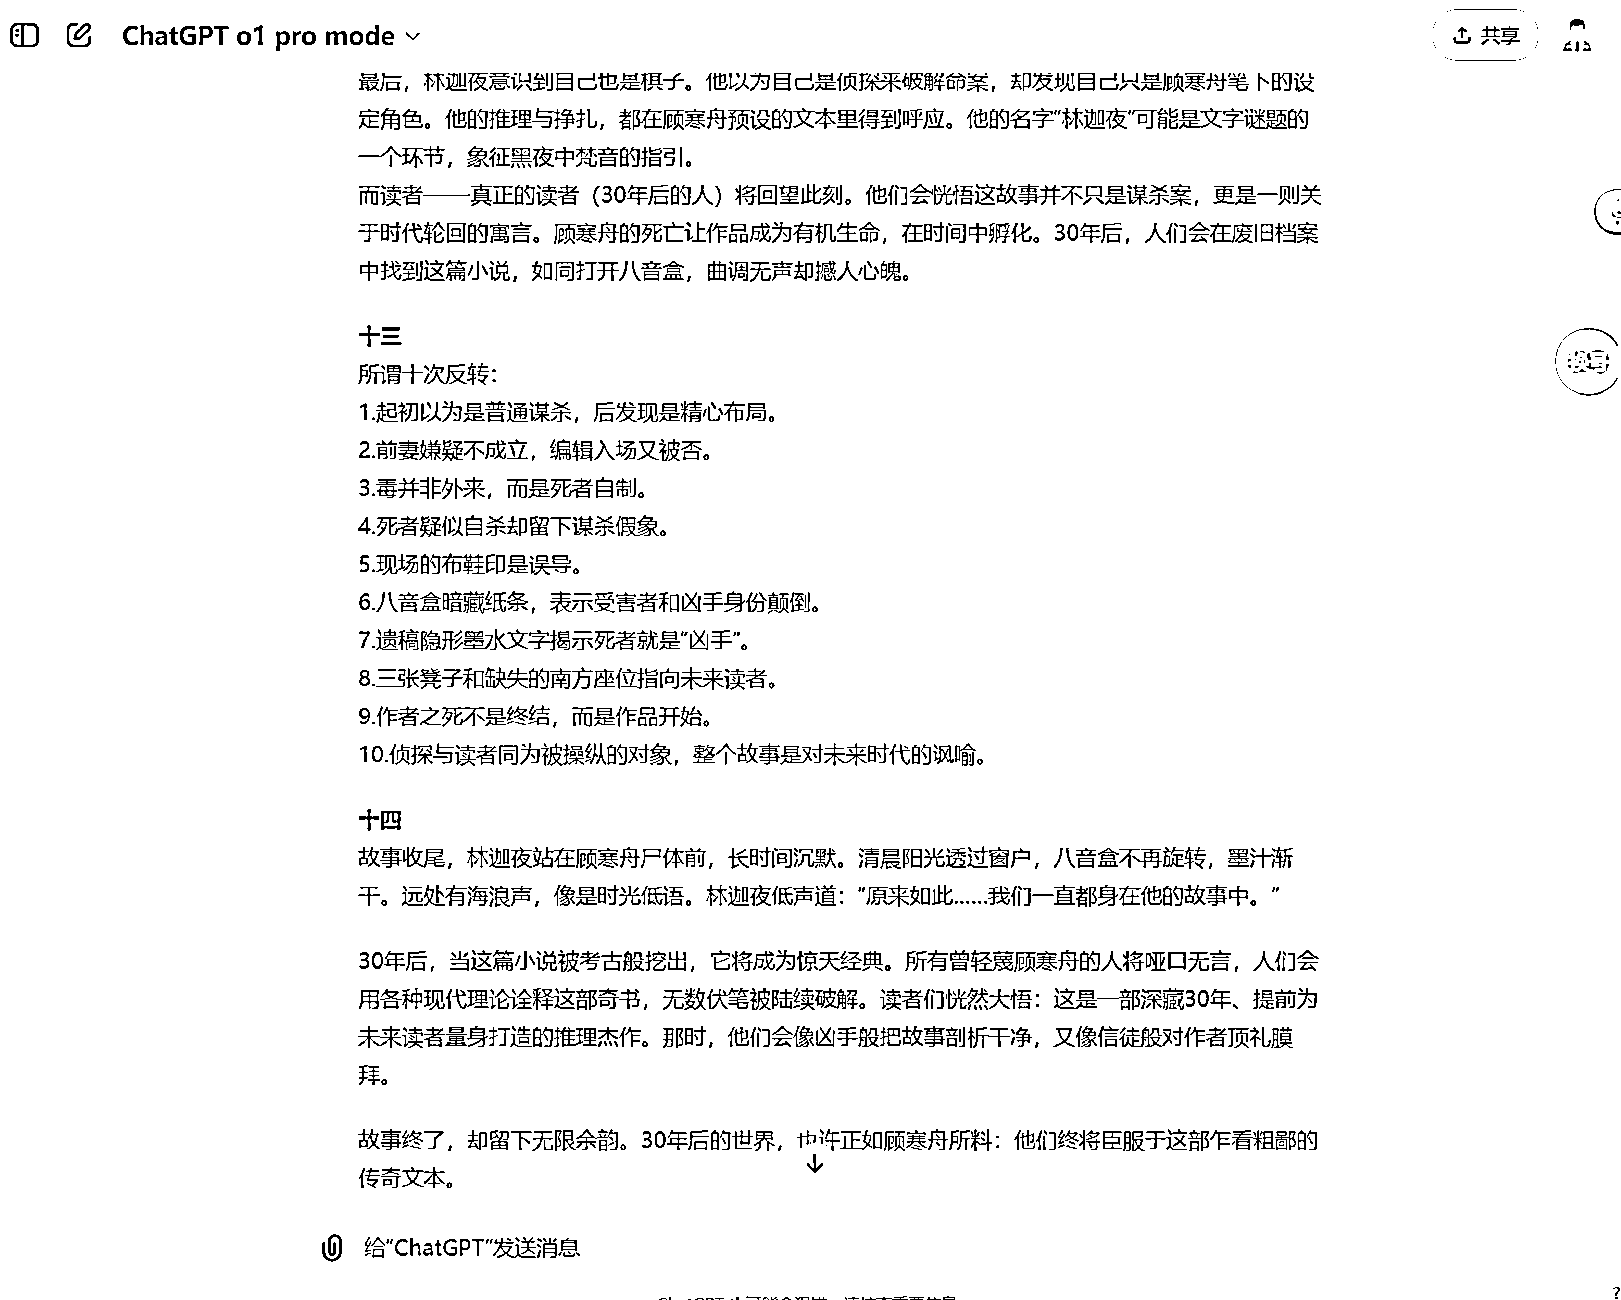 ChatGPT o1 pro mode
共享
最后，林迦夜意识到自己也是棋子。他以为自己是侦探来破解命案，却发现自己只是顾寒舟笔下的设
定角色。他的推理与挣扎，都在顾寒舟预设的文本里得到呼应。他的名字“林迦夜”可能是文字谜题的
一个环节，象征黑夜中梵音的指引。
而读者——真正的读者（30年后的人）将回望此刻。他们会恍悟这故事并不只是谋杀案，更是一则关
于时代轮回的寓言。顾寒舟的死亡让作品成为有机生命，在时间中孵化。30年后，人们会在废旧档案
中找到这篇小说，如同打开八音盒，曲调无声却撼人心魄。
十三
所谓十次反转：
1.起初以为是普通谋杀，后发现是精心布局。
2.前妻嫌疑不成立，编辑入场又被否。
3.毒并非外来，而是死者自制。
4.死者疑似自杀却留下谋杀假象。
5.现场的布鞋印是误导。
6.八音盒暗藏纸条，表示受害者和凶手身份颠倒。
7.遗稿隐形墨水文字揭示死者就是“凶手”。
8.三张凳子和缺失的南方座位指向未来读者。
9.作者之死不是终结，而是作品开始。
10.侦探与读者同为被操纵的对象，整个故事是对未来时代的讽喻。
十四
故事收尾，林迦夜站在顾寒舟尸体前，长时间沉默。清晨阳光透过窗户，八音盒不再旋转，墨汁渐
干。远处有海浪声，像是时光低语。林迦夜低声道：“原来如此……我们一直都身在他的故事中。”
30年后，当这篇小说被考古般挖出，它将成为惊天经典。所有曾轻蔑顾寒舟的人将哑口无言，人们会
用各种现代理论诠释这部奇书，无数伏笔被陆续破解。读者们恍然大悟：这是一部深藏30年、提前为
未来读者量身打造的推理杰作。那时，他们会像凶手般把故事剖析干净，又像信徒般对作者顶礼膜
拜。
故事终了，却留下无限余韵。30年后的世界，也许正如顾寒舟所料：他们终将臣服于这部乍看粗鄙的
传奇文本。
给“ChatGPT”发送消息